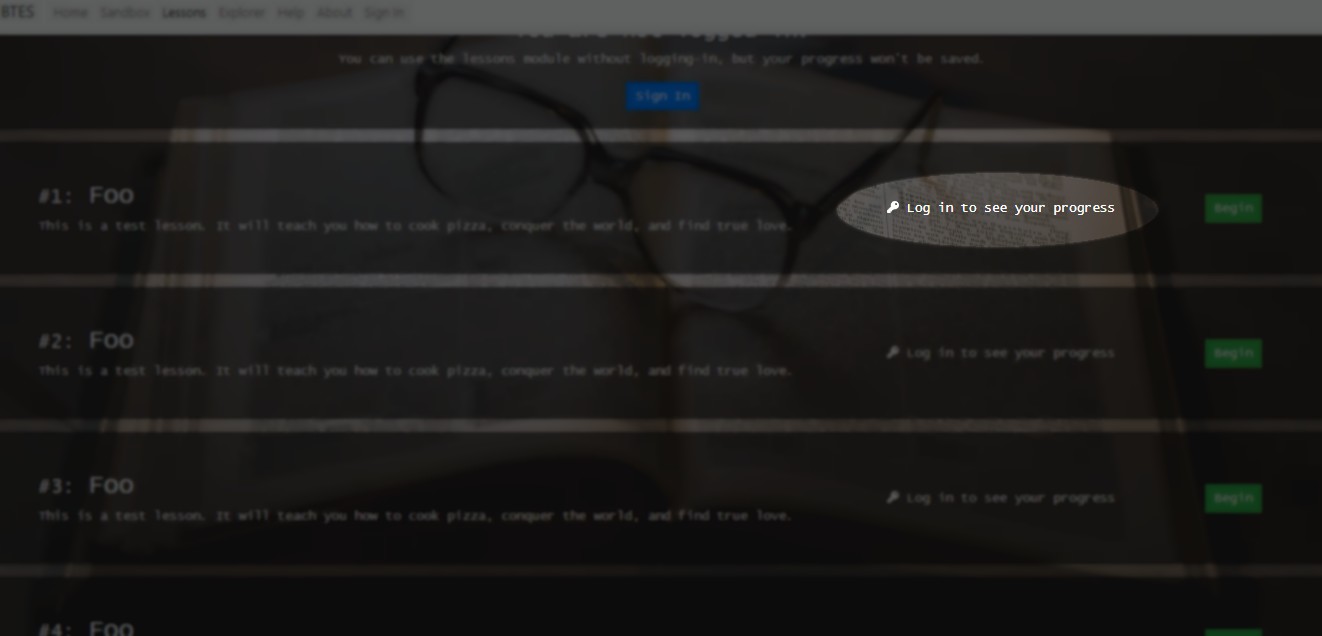 BTES Home Sandbox Lessons Explorer Help About Sign In
You are not logged in.
You can use the lessons module without logging-in, but your progress won't be saved.
Sign In
#1: Foo
This is a test lesson. It will teach you how to cook pizza, conquer the world, and find true love.
Log in to see your progress
Begin
#2: Foo
This is a test lesson. It will teach you how to cook pizza, conquer the world, and find true love.
Log in to see your progress
Begin
#3: Foo
This is a test lesson. It will teach you how to cook pizza, conquer the world, and find true love.
Log in to see your progress
Begin
#4: Foo